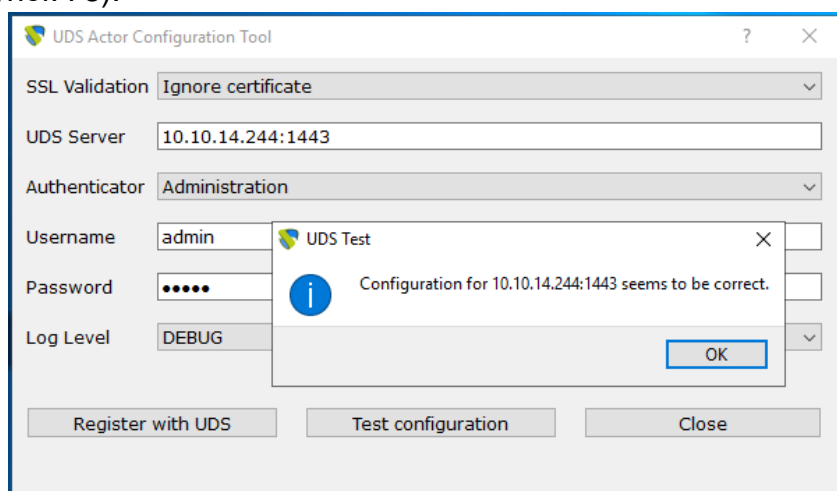 UDS Actor Configuration Tool ?
SSL Validation Ignore certificate
UDS Server 10.10.14.244:1443
Authenticator Administration
Username admin
UDS Test
Password •••••
Configuration for 10.10.14.244:1443 seems to be correct.
Log Level DEBUG
OK
Register with UDS Test configuration Close